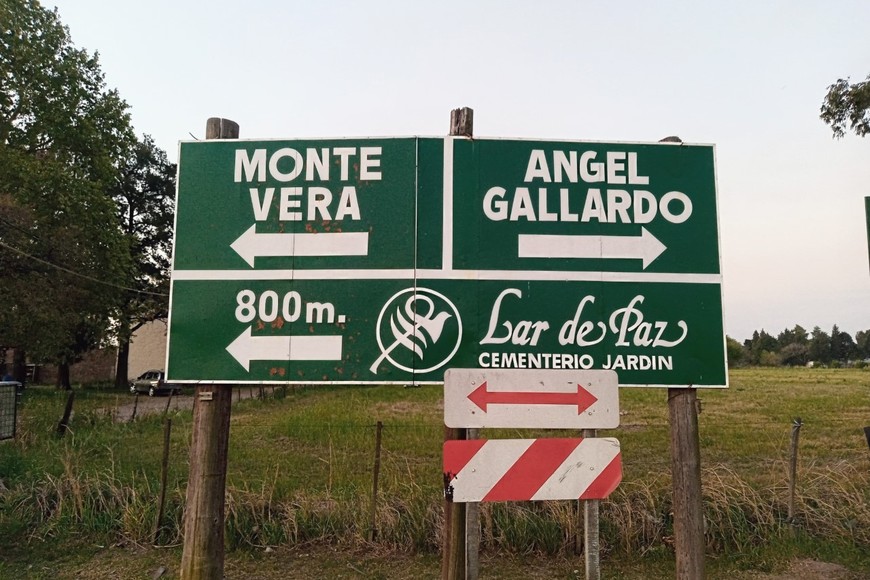 MONTE
VERA
ANGEL
GALLARDO
800m.
Lar de Paz
CEMENTERIO JARDIN